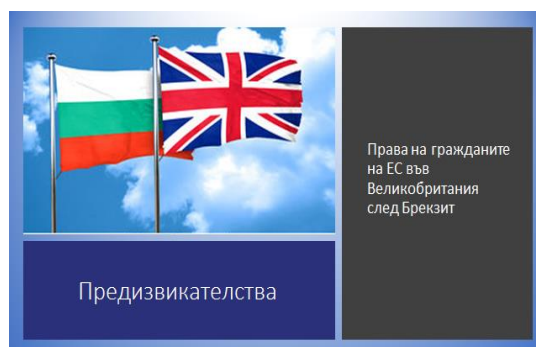 Права на гражданите
на ЕС във
Великобритания
след Брекзит
Предизвикателства